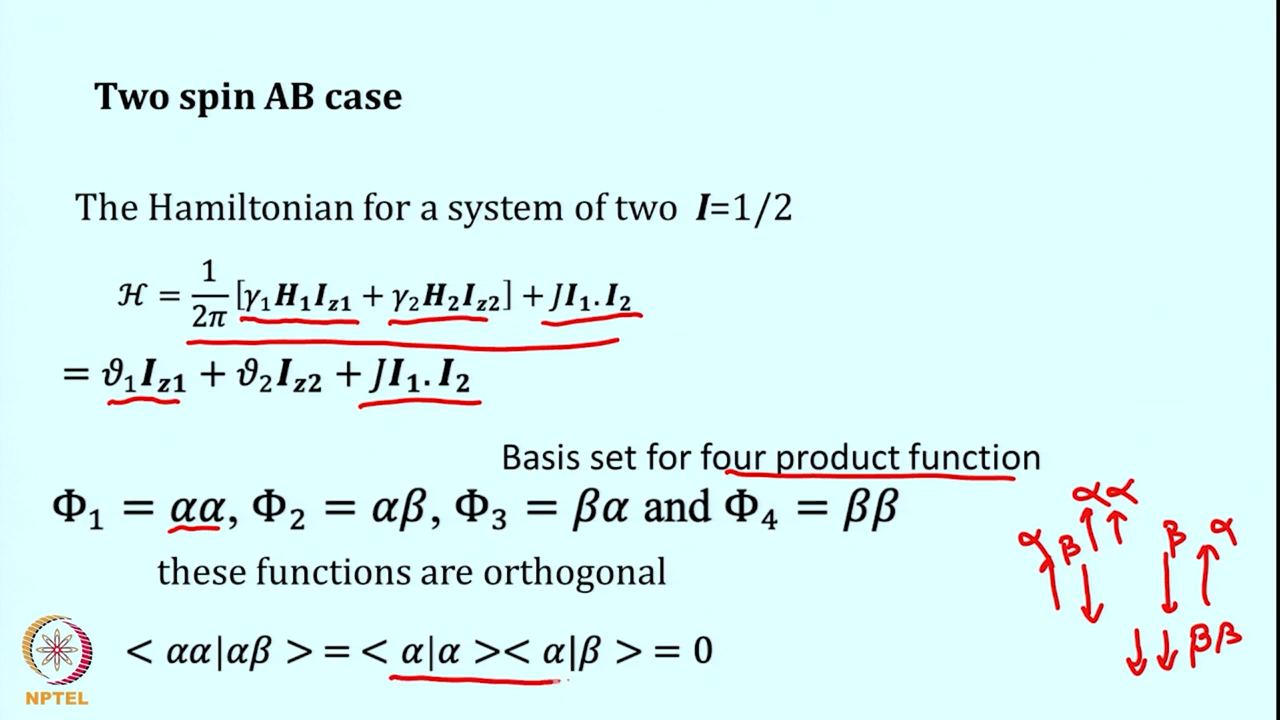 Two spin AB case
The Hamiltonian for a system of two I=1/2
ℋ = 1/2π [γ₁H₁I_z1 + γ₂H₂I_z2] + JI₁.I₂
= ϑ₁I_z1 + ϑ₂I_z2 + JI₁.I₂
Basis set for four product function
Φ₁ = αα, Φ₂ = αβ, Φ₃ = βα and Φ₄ = ββ
these functions are orthogonal
< αα|αβ > = < α|α >< α|β > = 0
αα
α β
β α
ββ
NPTEL